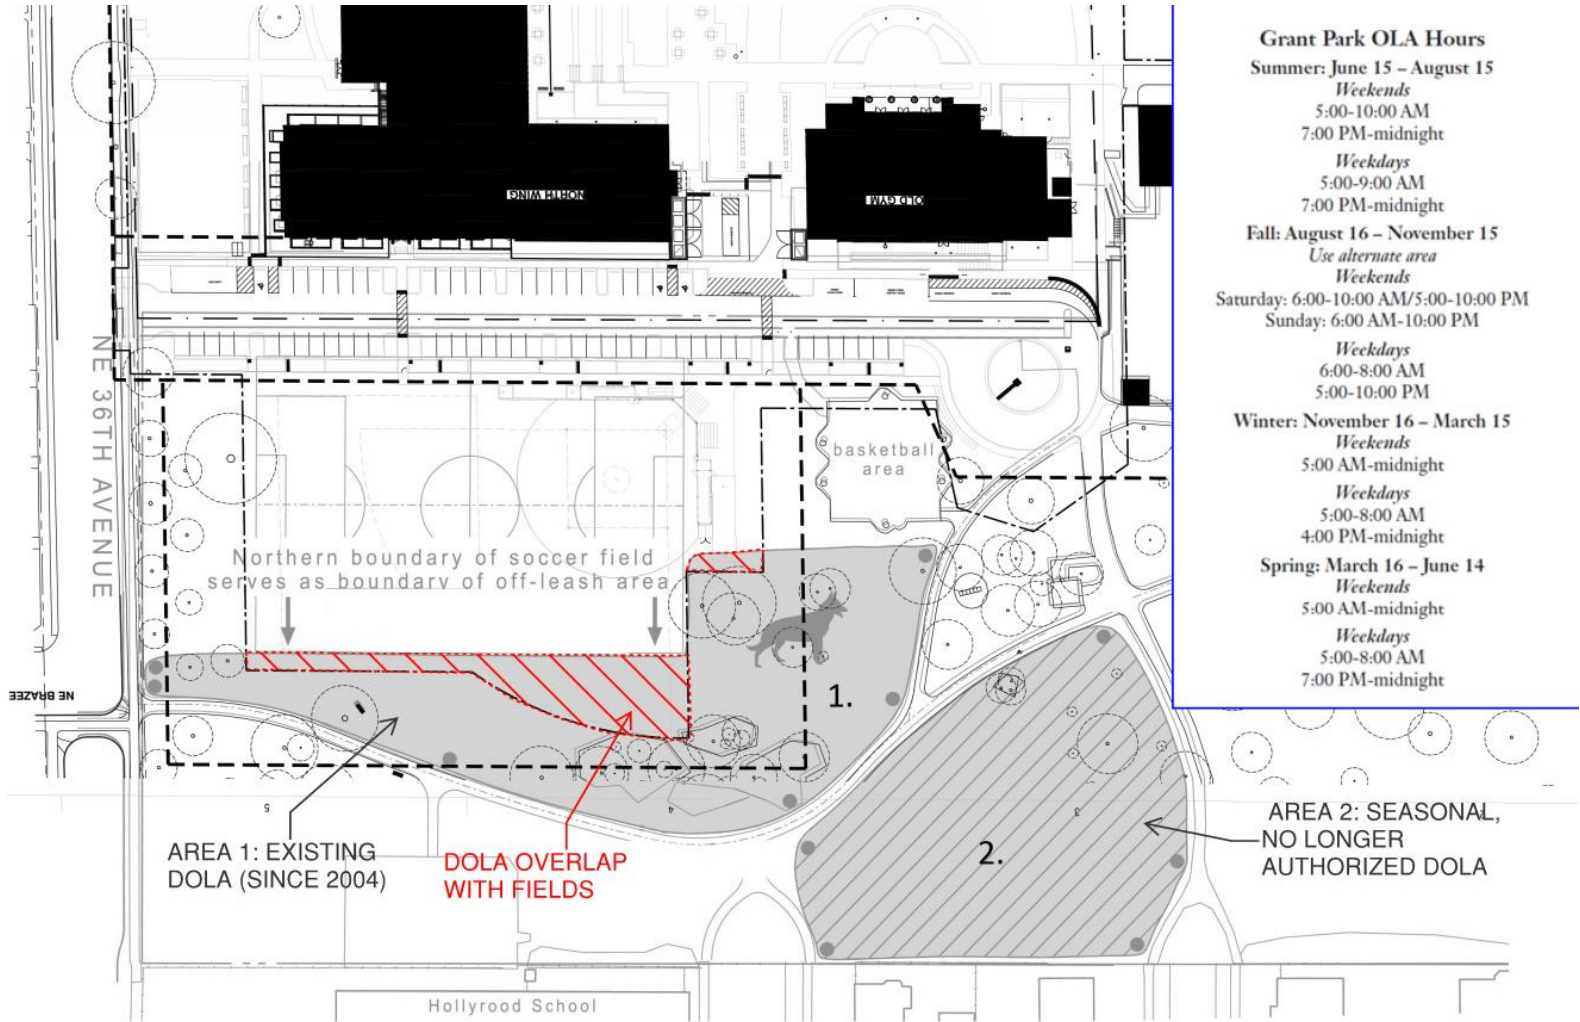 Grant Park OLA Hours
Summer: June 15 – August 15
Weekends
5:00-10:00 AM
7:00 PM-midnight
Weekdays
5:00-9:00 AM
7:00 PM-midnight
Fall: August 16 – November 15
Use alternate area
Weekends
Saturday: 6:00-10:00 AM/5:00-10:00 PM
Sunday: 6:00 AM-10:00 PM
Weekdays
6:00-8:00 AM
5:00-10:00 PM
Winter: November 16 – March 15
Weekends
5:00 AM-midnight
Weekdays
5:00-8:00 AM
4:00 PM-midnight
Spring: March 16 – June 14
Weekends
5:00 AM-midnight
Weekdays
5:00-8:00 AM
7:00 PM-midnight
NORTH WING
OLD GYM
NE 36TH AVENUE
basketball
area
Northern boundary of soccer field
serves as boundary of off-leash area
NE BRAZEE
1.
2.
5
4
3
2
AREA 1: EXISTING
DOLA (SINCE 2004)
DOLA OVERLAP
WITH FIELDS
AREA 2: SEASONAL,
NO LONGER
AUTHORIZED DOLA
Hollyrood School